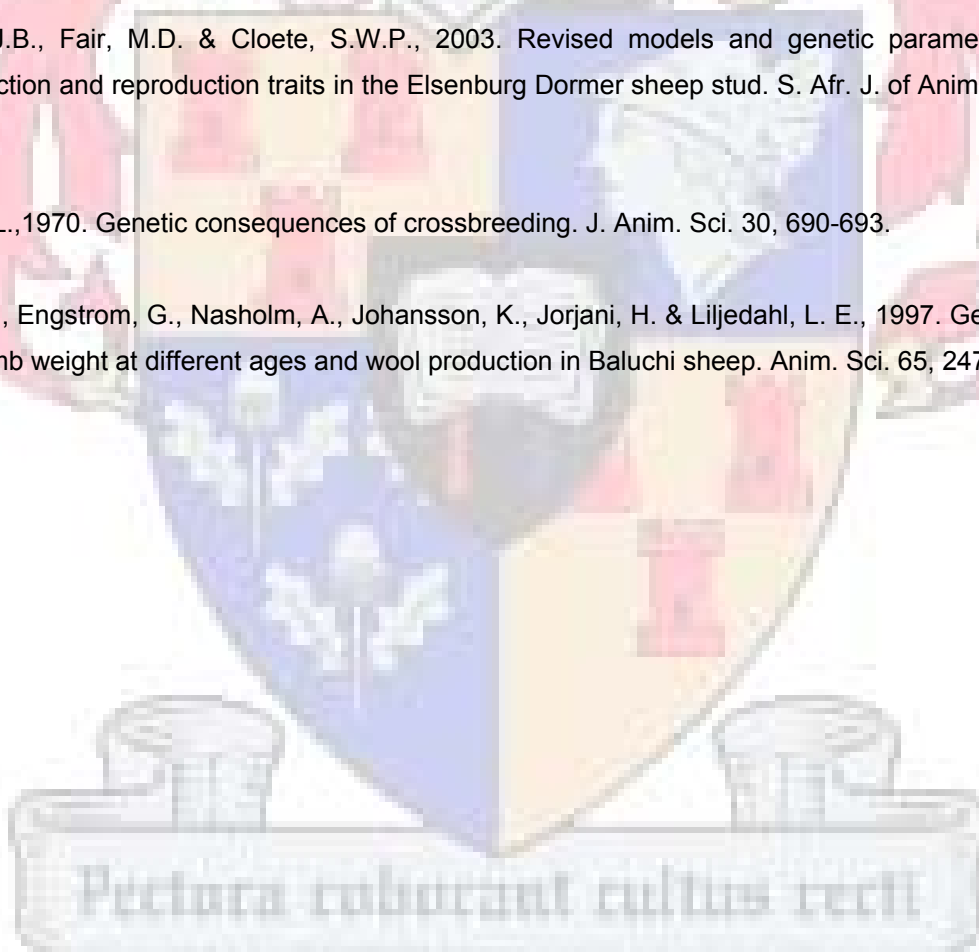 J.B., Fair, M.D. & Cloete, S.W.P., 2003. Revised models and genetic parame
ction and reproduction traits in the Elsenburg Dormer sheep stud. S. Afr. J. of Anim
L.,1970. Genetic consequences of crossbreeding. J. Anim. Sci. 30, 690-693.
, Engstrom, G., Nasholm, A., Johansson, K., Jorjani, H. & Liljedahl, L. E., 1997. Ge
mb weight at different ages and wool production in Baluchi sheep. Anim. Sci. 65, 247
Pectora roborant cultus recti